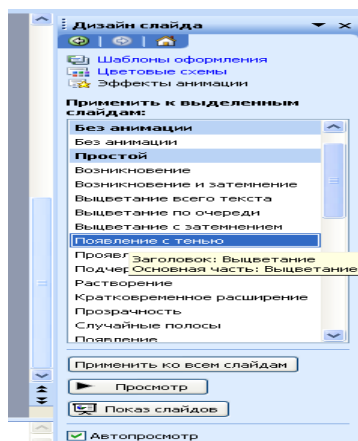 Дизайн слайда
Шаблоны оформления
Цветовые схемы
Эффекты анимации
Применить к выделенным
слайдам:
Без анимации
Без анимации
Простой
Возникновение
Возникновение и затемнение
Выцветание всего текста
Выцветание по очереди
Выцветание с затемнением
Появление с тенью
Заголовок: Выцветание
Основная часть: Выцветание
Растворение
Кратковременное расширение
Прозрачность
Случайные полосы
Появление
Применить ко всем слайдам
Просмотр
Показ слайдов
Автопросмотр